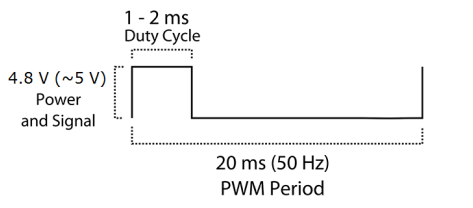 1 - 2 ms
Duty Cycle
4.8 V (~5 V)
Power
and Signal
20 ms (50 Hz)
PWM Period